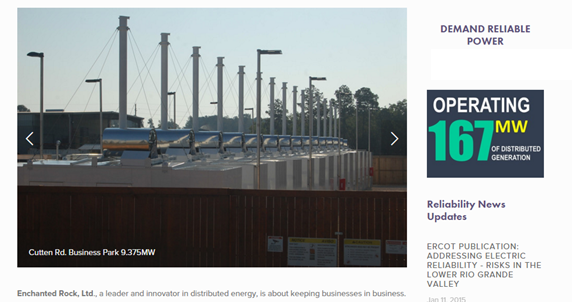 DEMAND RELIABLE
POWER
OPERATING
167MW
OF DISTRIBUTED
GENERATION
Cutten Rd. Business Park 9.375MW
Reliability News
Updates
ERCOT PUBLICATION:
ADDRESSING ELECTRIC
RELIABILITY - RISKS IN THE
LOWER RIO GRANDE
VALLEY
Jan 11, 2015
Enchanted Rock, Ltd., a leader and innovator in distributed energy, is about keeping businesses in business.